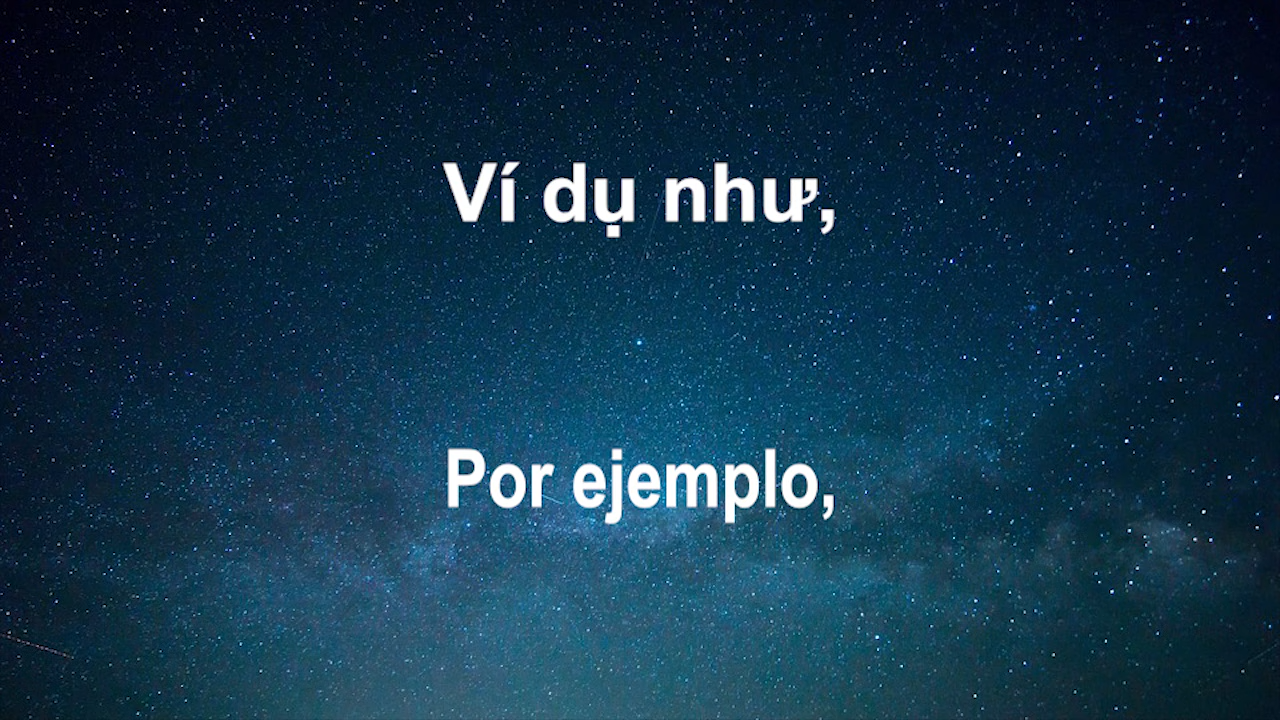 Ví dụ như,
Por ejemplo,